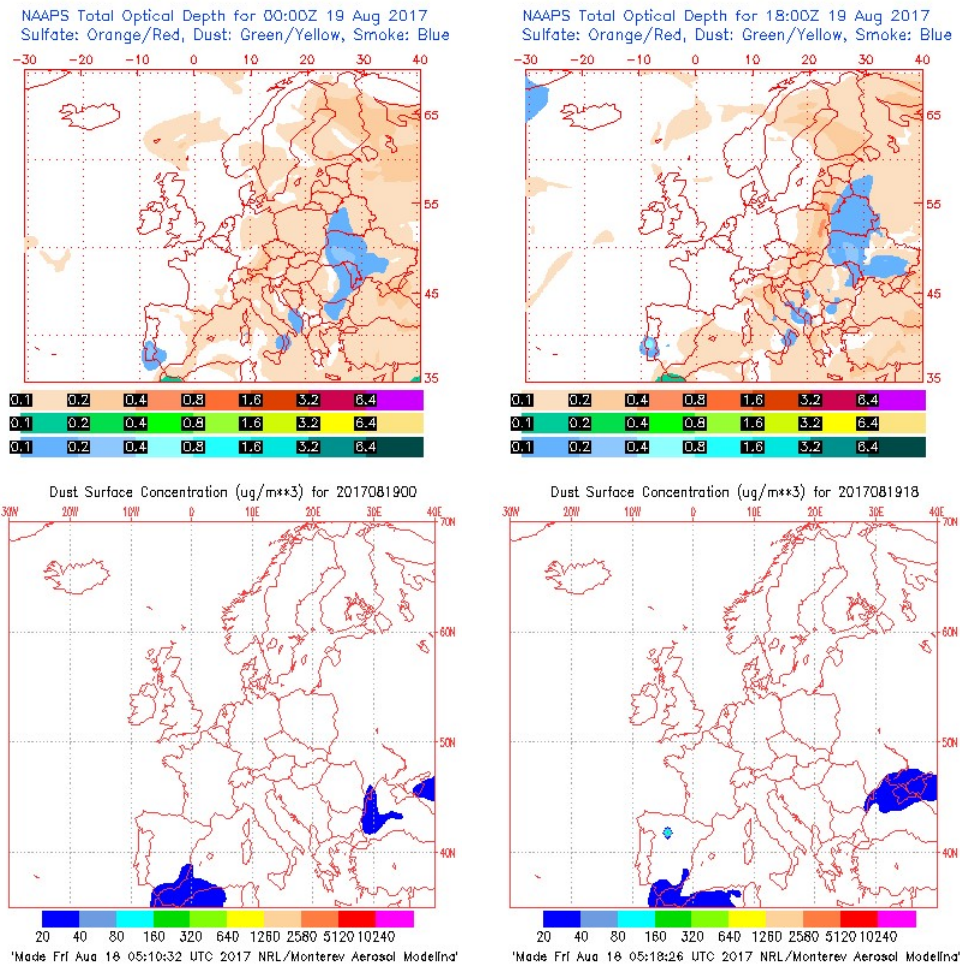 NAAPS Total Optical Depth for 00:00Z 19 Aug 2017
Sulfate: Orange/Red, Dust: Green/Yellow, Smoke: Blue
-30 -20 -10 0 10 20 30 40
65
55
45
35
0.1 0.2 0.4 0.8 1.6 3.2 6.4
0.1 0.2 0.4 0.8 1.6 3.2 6.4
0.1 0.2 0.4 0.8 1.6 3.2 6.4
NAAPS Total Optical Depth for 18:00Z 19 Aug 2017
Sulfate: Orange/Red, Dust: Green/Yellow, Smoke: Blue
-30 -20 -10 0 10 20 30 40
65
55
45
35
0.1 0.2 0.4 0.8 1.6 3.2 6.4
0.1 0.2 0.4 0.8 1.6 3.2 6.4
0.1 0.2 0.4 0.8 1.6 3.2 6.4
Dust Surface Concentration (ug/m**3) for 2017081900
30W 20W 10W 0 10E 20E 30E 40E
70N
60N
50N
40N
20 40 80 160 320 640 1260 2580 5120 10240
'Made Fri Aug 18 05:10:32 UTC 2017 NRL/Monterey Aerosol Modeling'
Dust Surface Concentration (ug/m**3) for 2017081918
30W 20W 10W 0 10E 20E 30E 40E
70N
60N
50N
40N
20 40 80 160 320 640 1260 2580 5120 10240
'Made Fri Aug 18 05:18:26 UTC 2017 NRL/Monterey Aerosol Modeling'